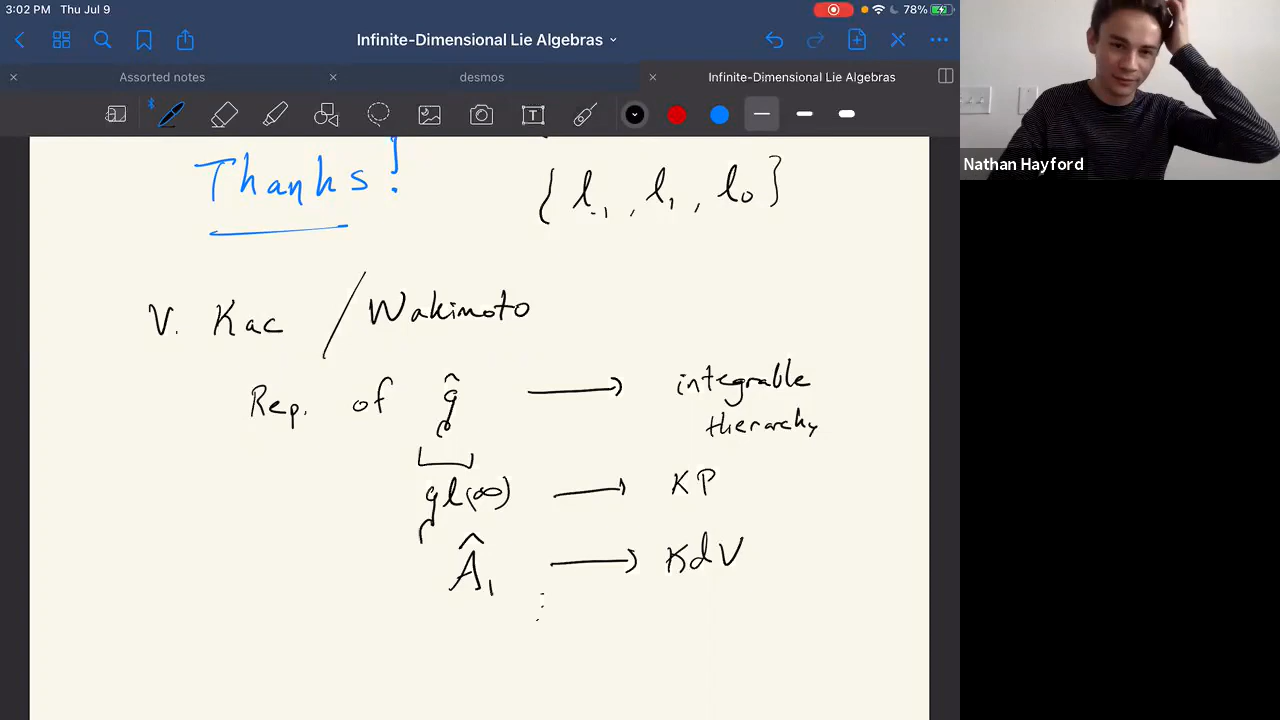 3:02 PM Thu Jul 9
78%
Infinite-Dimensional Lie Algebras
Assorted notes
desmos
Infinite-Dimensional Lie Algebras
T
Nathan Hayford
Thanks!
{ l₋₁ , l₁ , l₀ }
V. Kac / Wakimoto
Rep. of ĝ ⟶ integrable
hierarchy
gl(∞) ⟶ KP
Â₁ ⟶ KdV
⋮